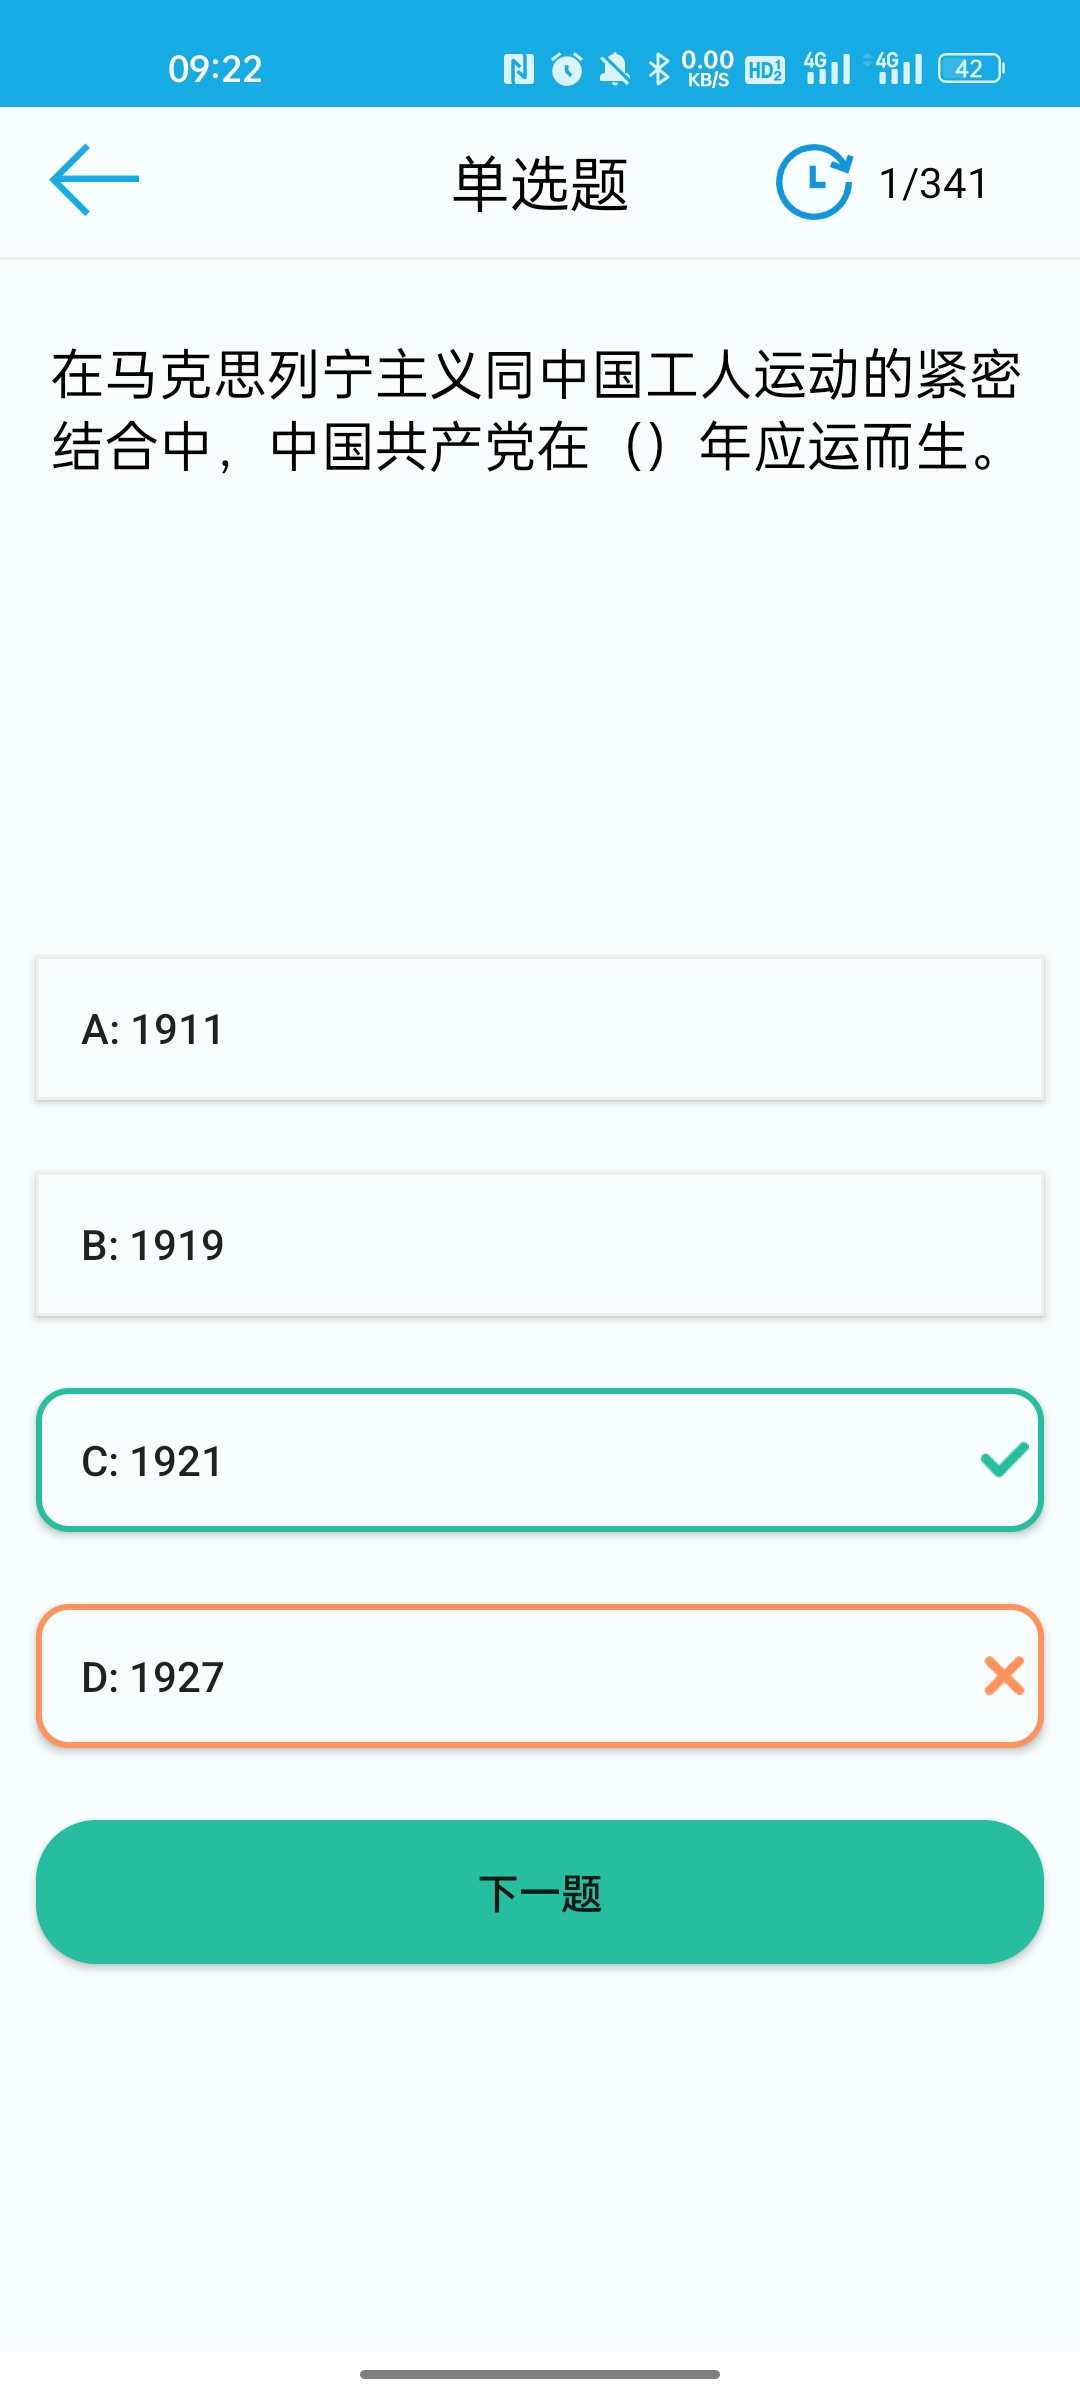 09:22
0.00
KB/S
HD 1 2
4G
4G
42
单选题
1/341
在马克思列宁主义同中国工人运动的紧密
结合中，中国共产党在（）年应运而生。
A: 1911
B: 1919
C: 1921
D: 1927
下一题